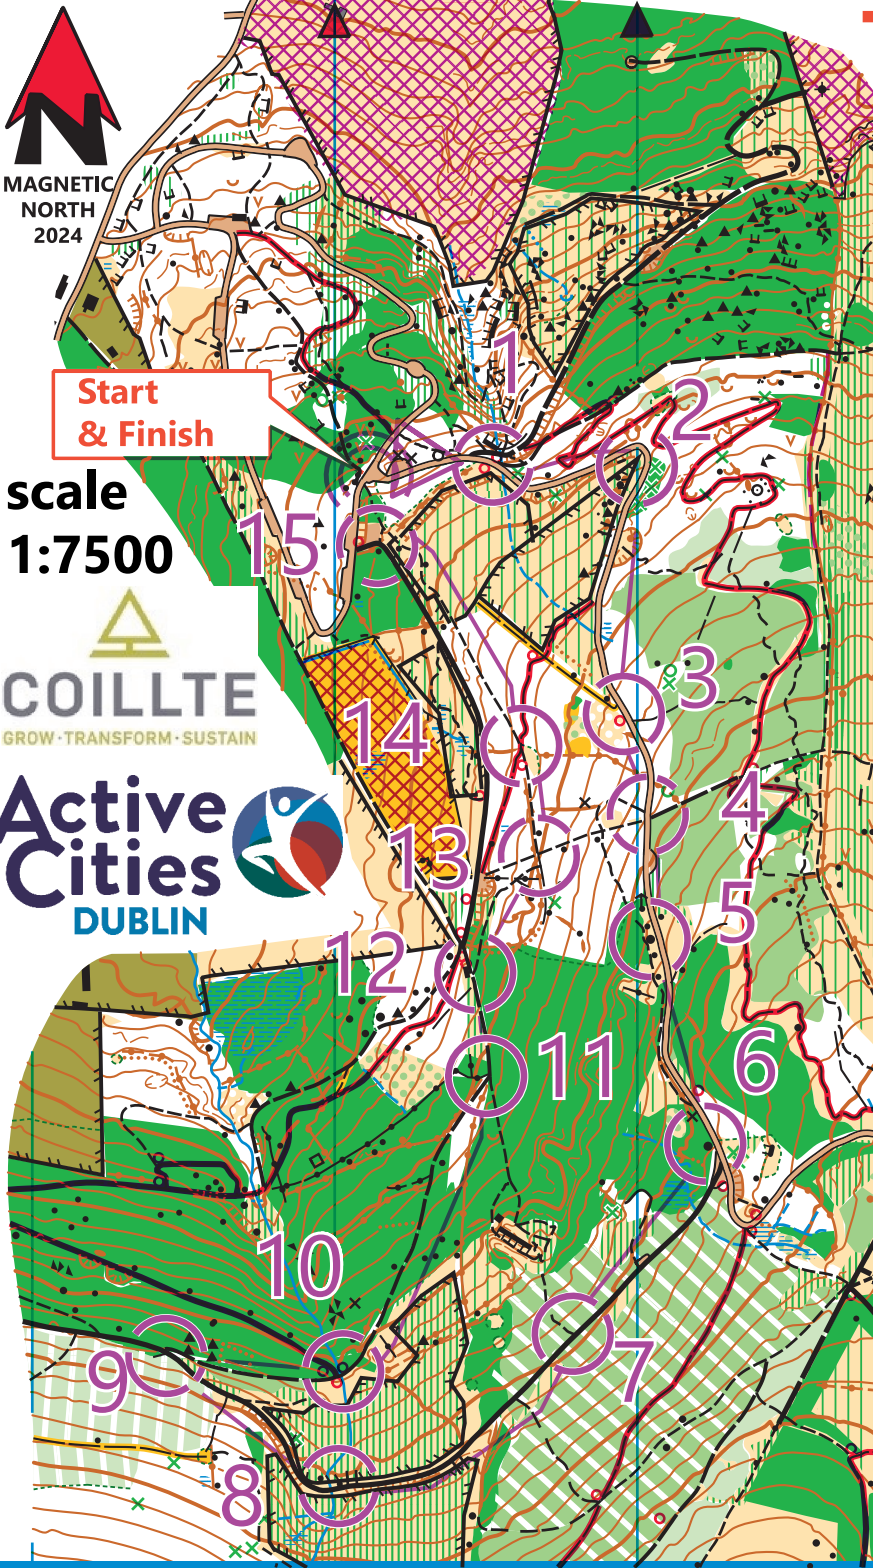 N
MAGNETIC
NORTH
2024
1
Start
& Finish
2
scale
1:7500
15
COILLTE
GROW·TRANSFORM·SUSTAIN
3
14
Active
Cities
DUBLIN
4
13
5
12
11
6
10
7
9
8